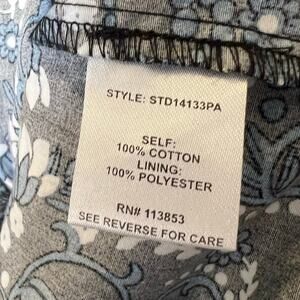 STYLE: STD14133PA
SELF:
100% COTTON
LINING:
100% POLYESTER
RN# 113853
SEE REVERSE FOR CARE